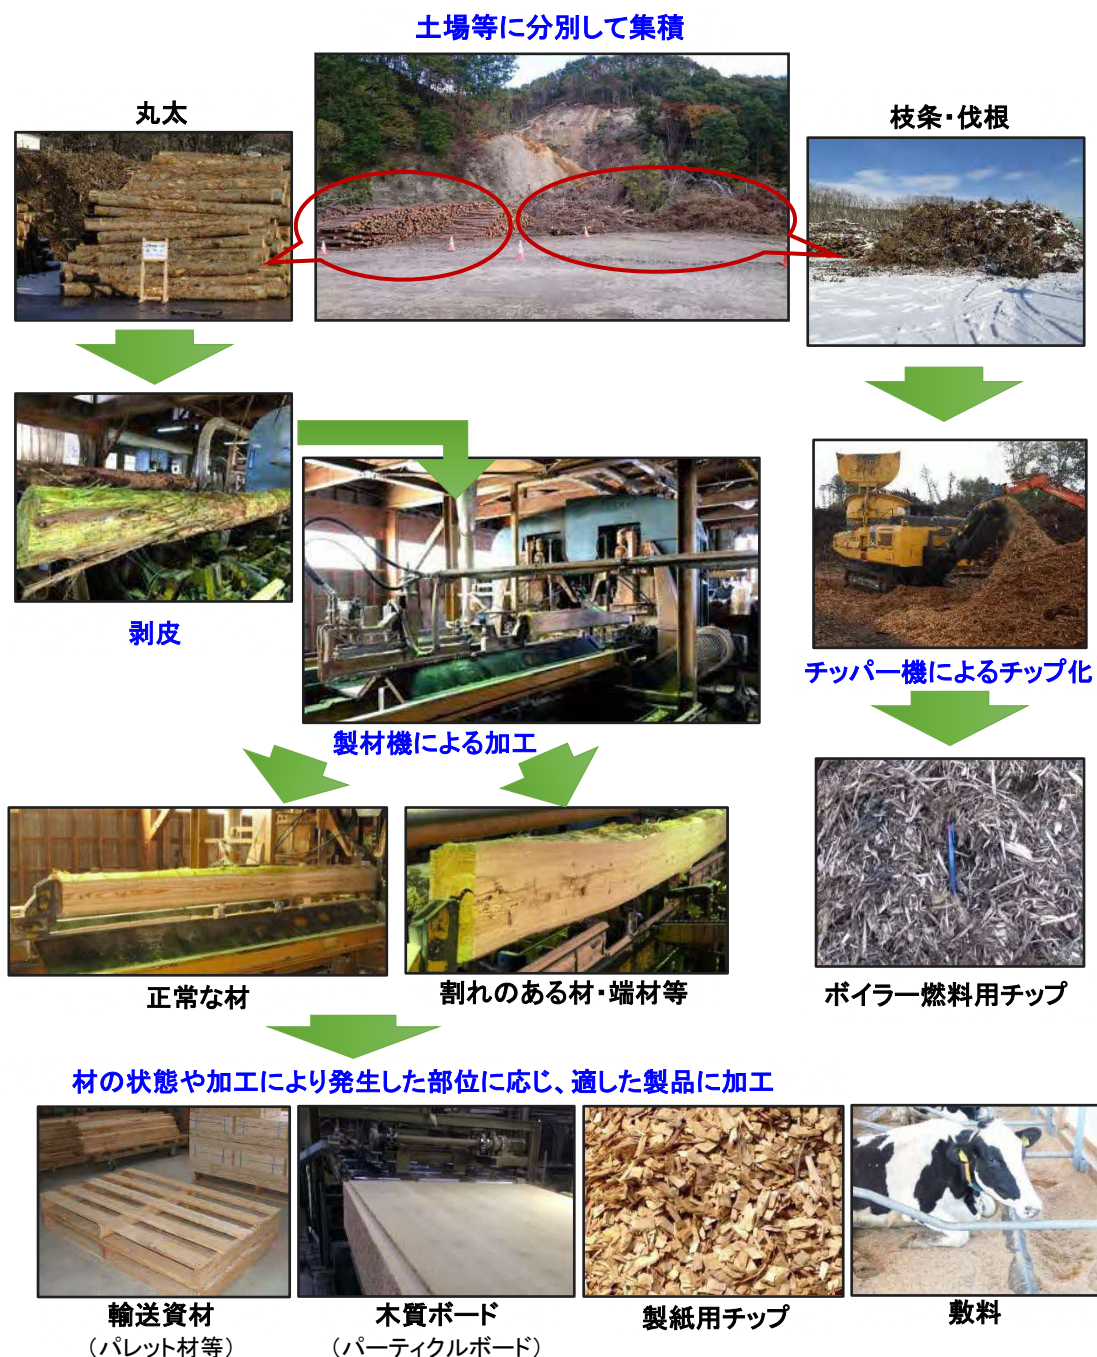 土場等に分別して集積
丸太
枝条・伐根
剥皮
チッパー機によるチップ化
製材機による加工
正常な材
割れのある材・端材等
ボイラー燃料用チップ
材の状態や加工により発生した部位に応じ、適した製品に加工
輸送資材
（パレット材等）
木質ボード
（パーティクルボード）
製紙用チップ
敷料